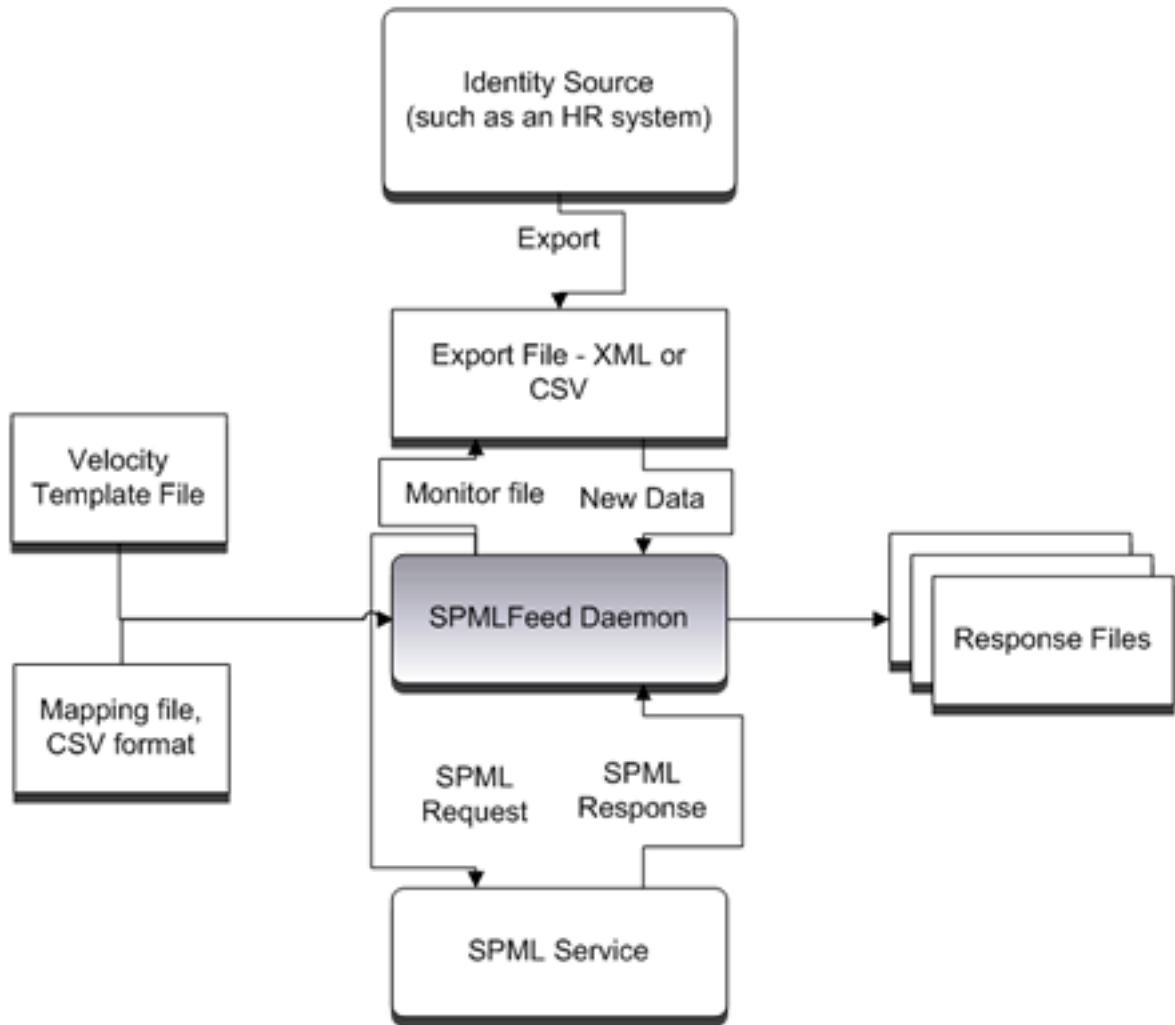 Identity Source
(such as an HR system)
Export
Export File - XML or
CSV
Velocity
Template File
Monitor file
New Data
SPMLFeed Daemon
Response Files
Mapping file,
CSV format
SPML
Request
SPML
Response
SPML Service